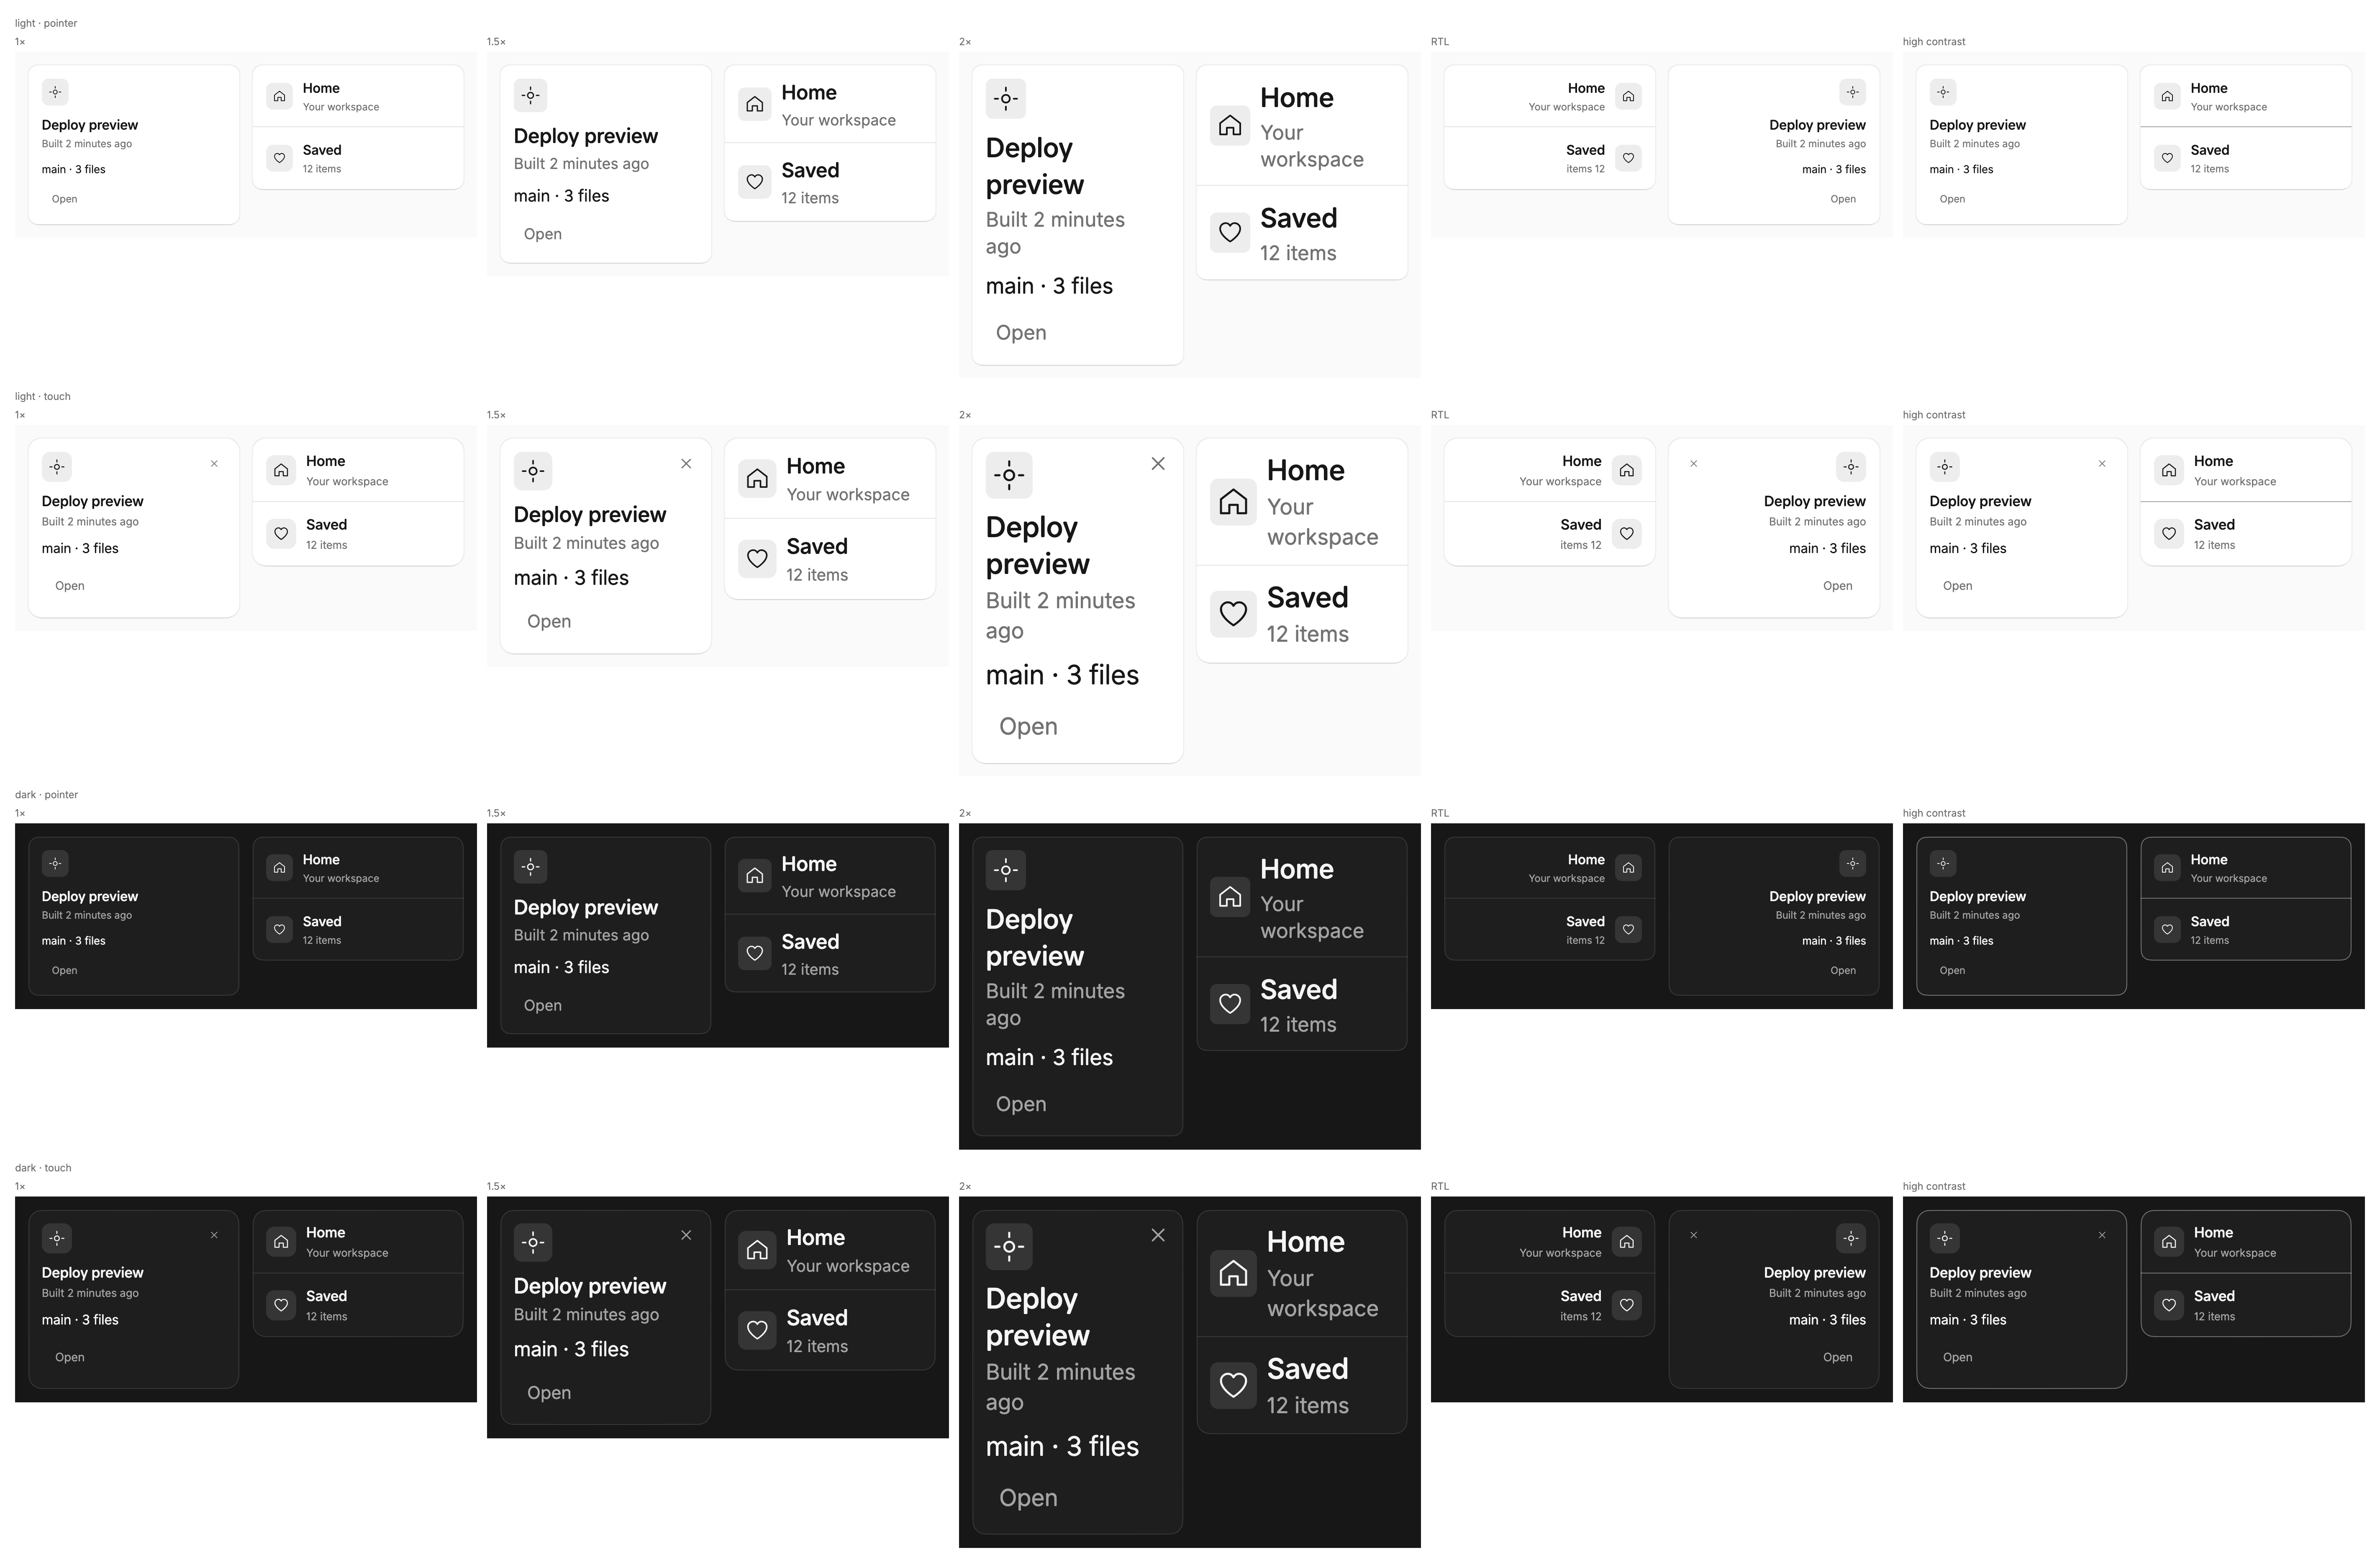 light · pointer
1×
Deploy preview
Built 2 minutes ago
main · 3 files
Open
Home
Your workspace
Saved
12 items
1.5×
Deploy preview
Built 2 minutes ago
main · 3 files
Open
Home
Your workspace
Saved
12 items
2×
Deploy
preview
Built 2 minutes
ago
main · 3 files
Open
Home
Your
workspace
Saved
12 items
RTL
Home
Your workspace
Saved
items 12
Deploy preview
Built 2 minutes ago
main · 3 files
Open
high contrast
Deploy preview
Built 2 minutes ago
main · 3 files
Open
Home
Your workspace
Saved
12 items
light · touch
1×
Deploy preview
Built 2 minutes ago
main · 3 files
Open
Home
Your workspace
Saved
12 items
1.5×
Deploy preview
Built 2 minutes ago
main · 3 files
Open
Home
Your workspace
Saved
12 items
2×
Deploy
preview
Built 2 minutes
ago
main · 3 files
Open
Home
Your
workspace
Saved
12 items
RTL
Home
Your workspace
Saved
items 12
Deploy preview
Built 2 minutes ago
main · 3 files
Open
high contrast
Deploy preview
Built 2 minutes ago
main · 3 files
Open
Home
Your workspace
Saved
12 items
dark · pointer
1×
Deploy preview
Built 2 minutes ago
main · 3 files
Open
Home
Your workspace
Saved
12 items
1.5×
Deploy preview
Built 2 minutes ago
main · 3 files
Open
Home
Your workspace
Saved
12 items
2×
Deploy
preview
Built 2 minutes
ago
main · 3 files
Open
Home
Your
workspace
Saved
12 items
RTL
Home
Your workspace
Saved
items 12
Deploy preview
Built 2 minutes ago
main · 3 files
Open
high contrast
Deploy preview
Built 2 minutes ago
main · 3 files
Open
Home
Your workspace
Saved
12 items
dark · touch
1×
Deploy preview
Built 2 minutes ago
main · 3 files
Open
Home
Your workspace
Saved
12 items
1.5×
Deploy preview
Built 2 minutes ago
main · 3 files
Open
Home
Your workspace
Saved
12 items
2×
Deploy
preview
Built 2 minutes
ago
main · 3 files
Open
Home
Your
workspace
Saved
12 items
RTL
Home
Your workspace
Saved
items 12
Deploy preview
Built 2 minutes ago
main · 3 files
Open
high contrast
Deploy preview
Built 2 minutes ago
main · 3 files
Open
Home
Your workspace
Saved
12 items